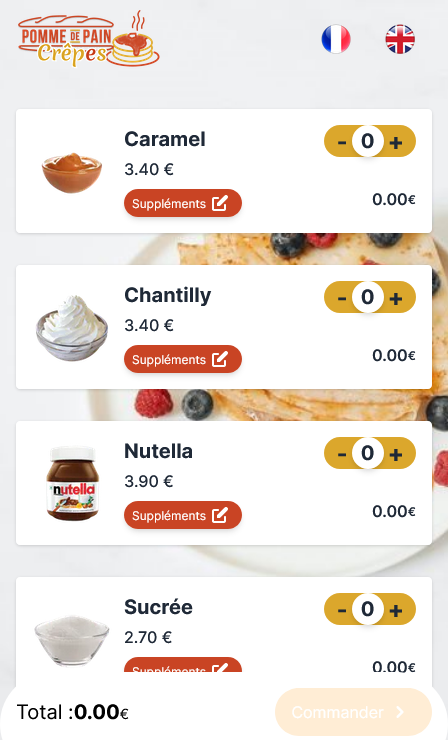 POMME DE PAIN
Crêpes
Caramel
- 0 +
3.40 €
Suppléments
0.00€
Chantilly
- 0 +
3.40 €
Suppléments
0.00€
Nutella
- 0 +
nutella
3.90 €
Suppléments
0.00€
Sucrée
- 0 +
2.70 €
Suppléments
0.00€
Total :0.00€
Commander